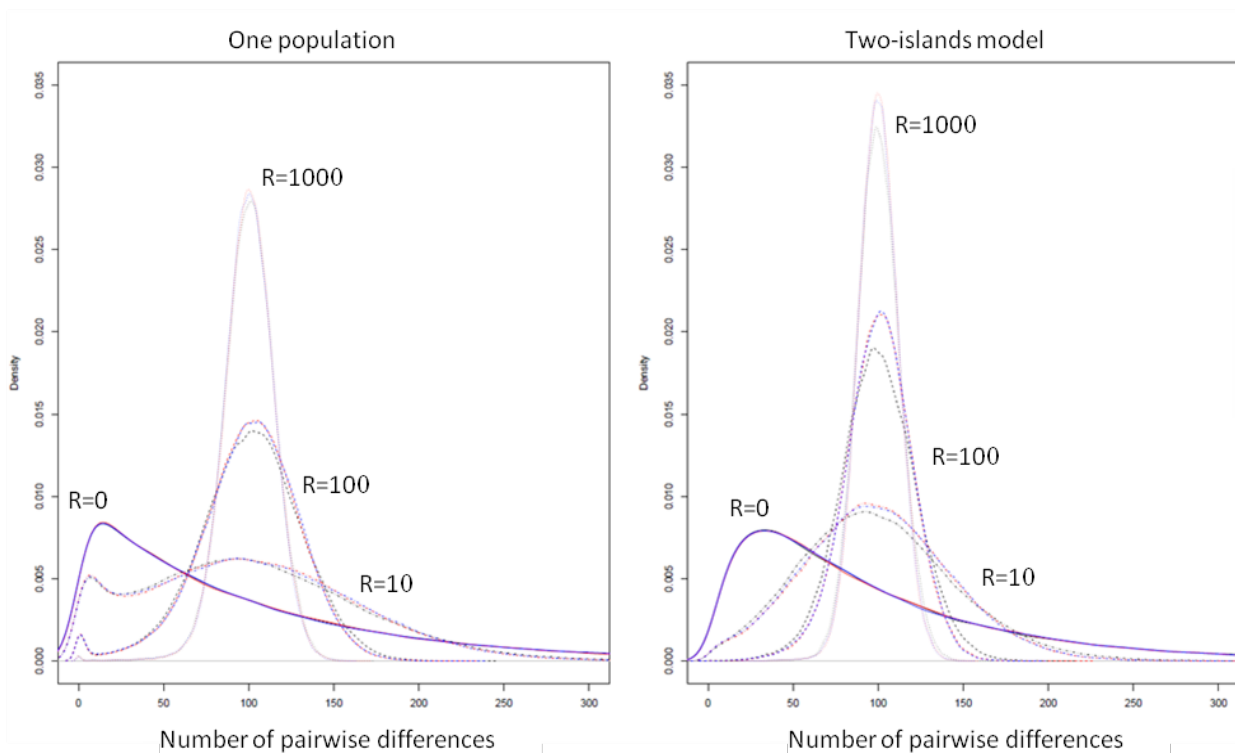 One population
Two-islands model
0.035
0.030
0.025
0.020
0.015
0.010
0.005
0.000
Density
R=1000
R=100
R=0
R=10
0 50 100 150 200 250 300
Number of pairwise differences
0.035
0.030
0.025
0.020
0.015
0.010
0.005
0.000
Density
R=1000
R=100
R=0
R=10
0 50 100 150 200 250 300
Number of pairwise differences